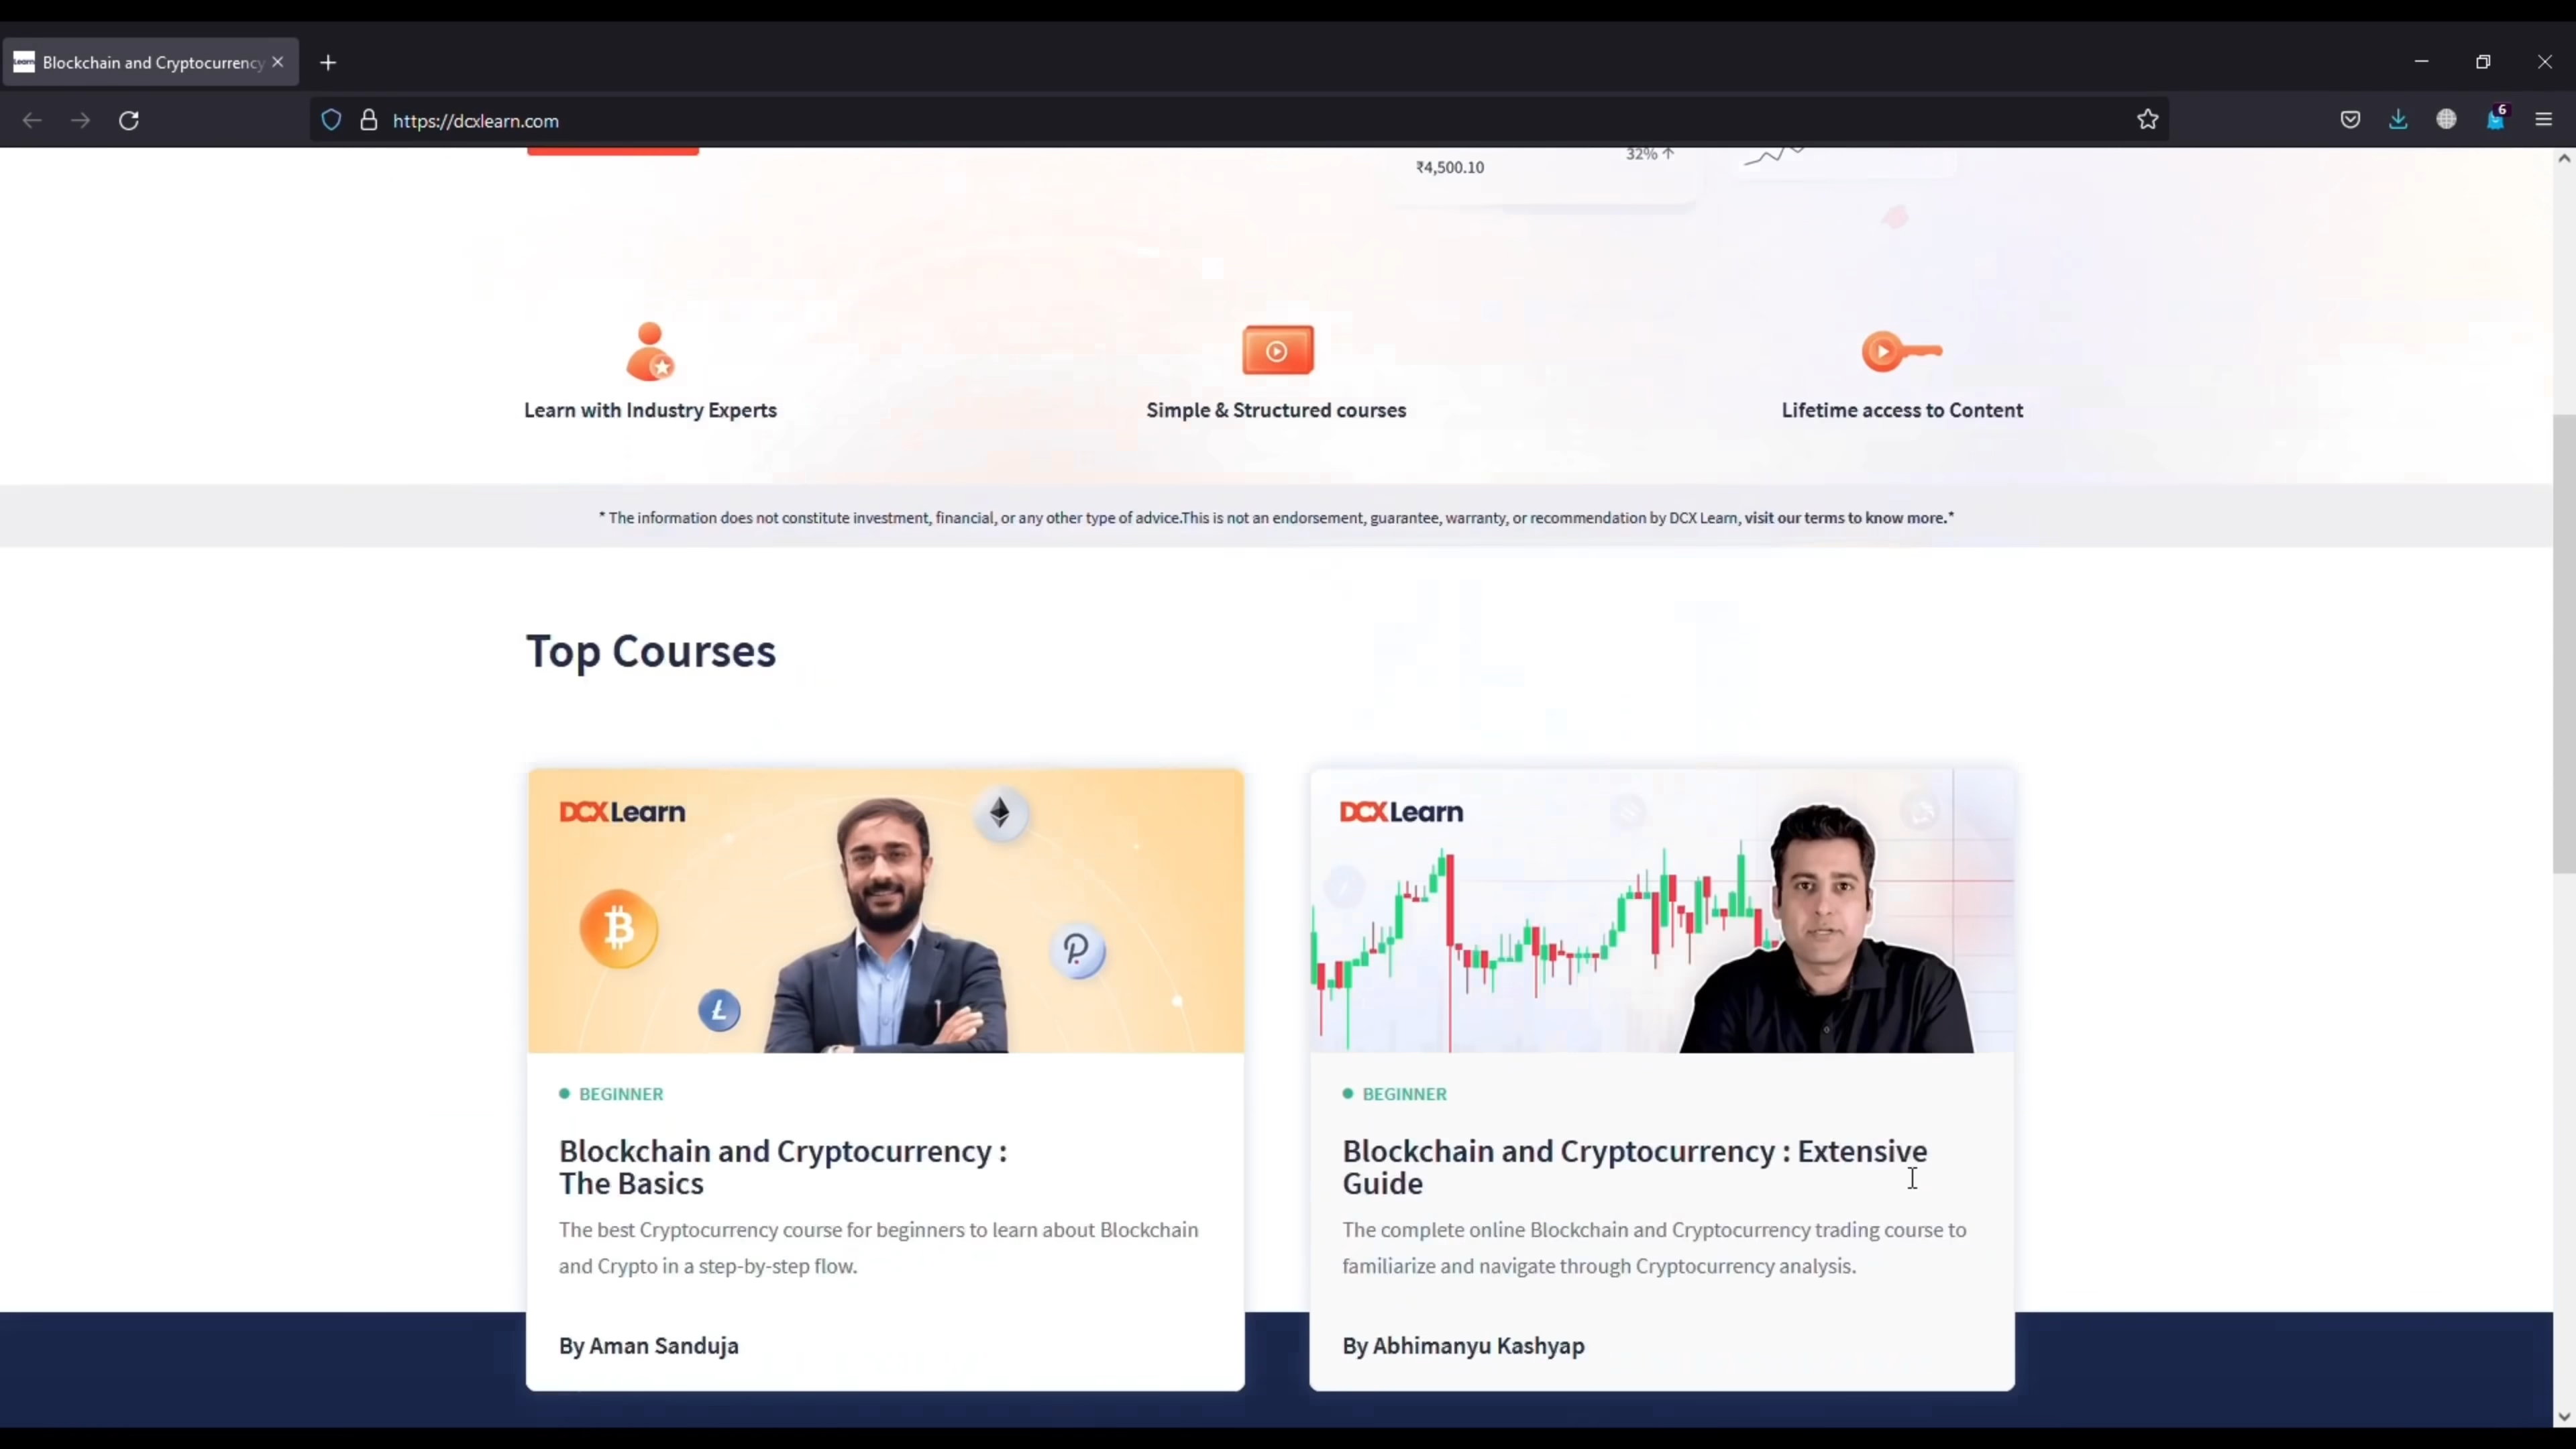 Blockchain and Cryptocurrency
https://dcxlearn.com
6
32% ↑
₹4,500.10
Learn with Industry Experts
Simple & Structured courses
Lifetime access to Content
* The information does not constitute investment, financial, or any other type of advice.This is not an endorsement, guarantee, warranty, or recommendation by DCX Learn, visit our terms to know more.*
Top Courses
DCX Learn
BEGINNER
Blockchain and Cryptocurrency :
The Basics
The best Cryptocurrency course for beginners to learn about Blockchain
and Crypto in a step-by-step flow.
By Aman Sanduja
DCX Learn
BEGINNER
Blockchain and Cryptocurrency : Extensive
Guide
The complete online Blockchain and Cryptocurrency trading course to
familiarize and navigate through Cryptocurrency analysis.
By Abhimanyu Kashyap